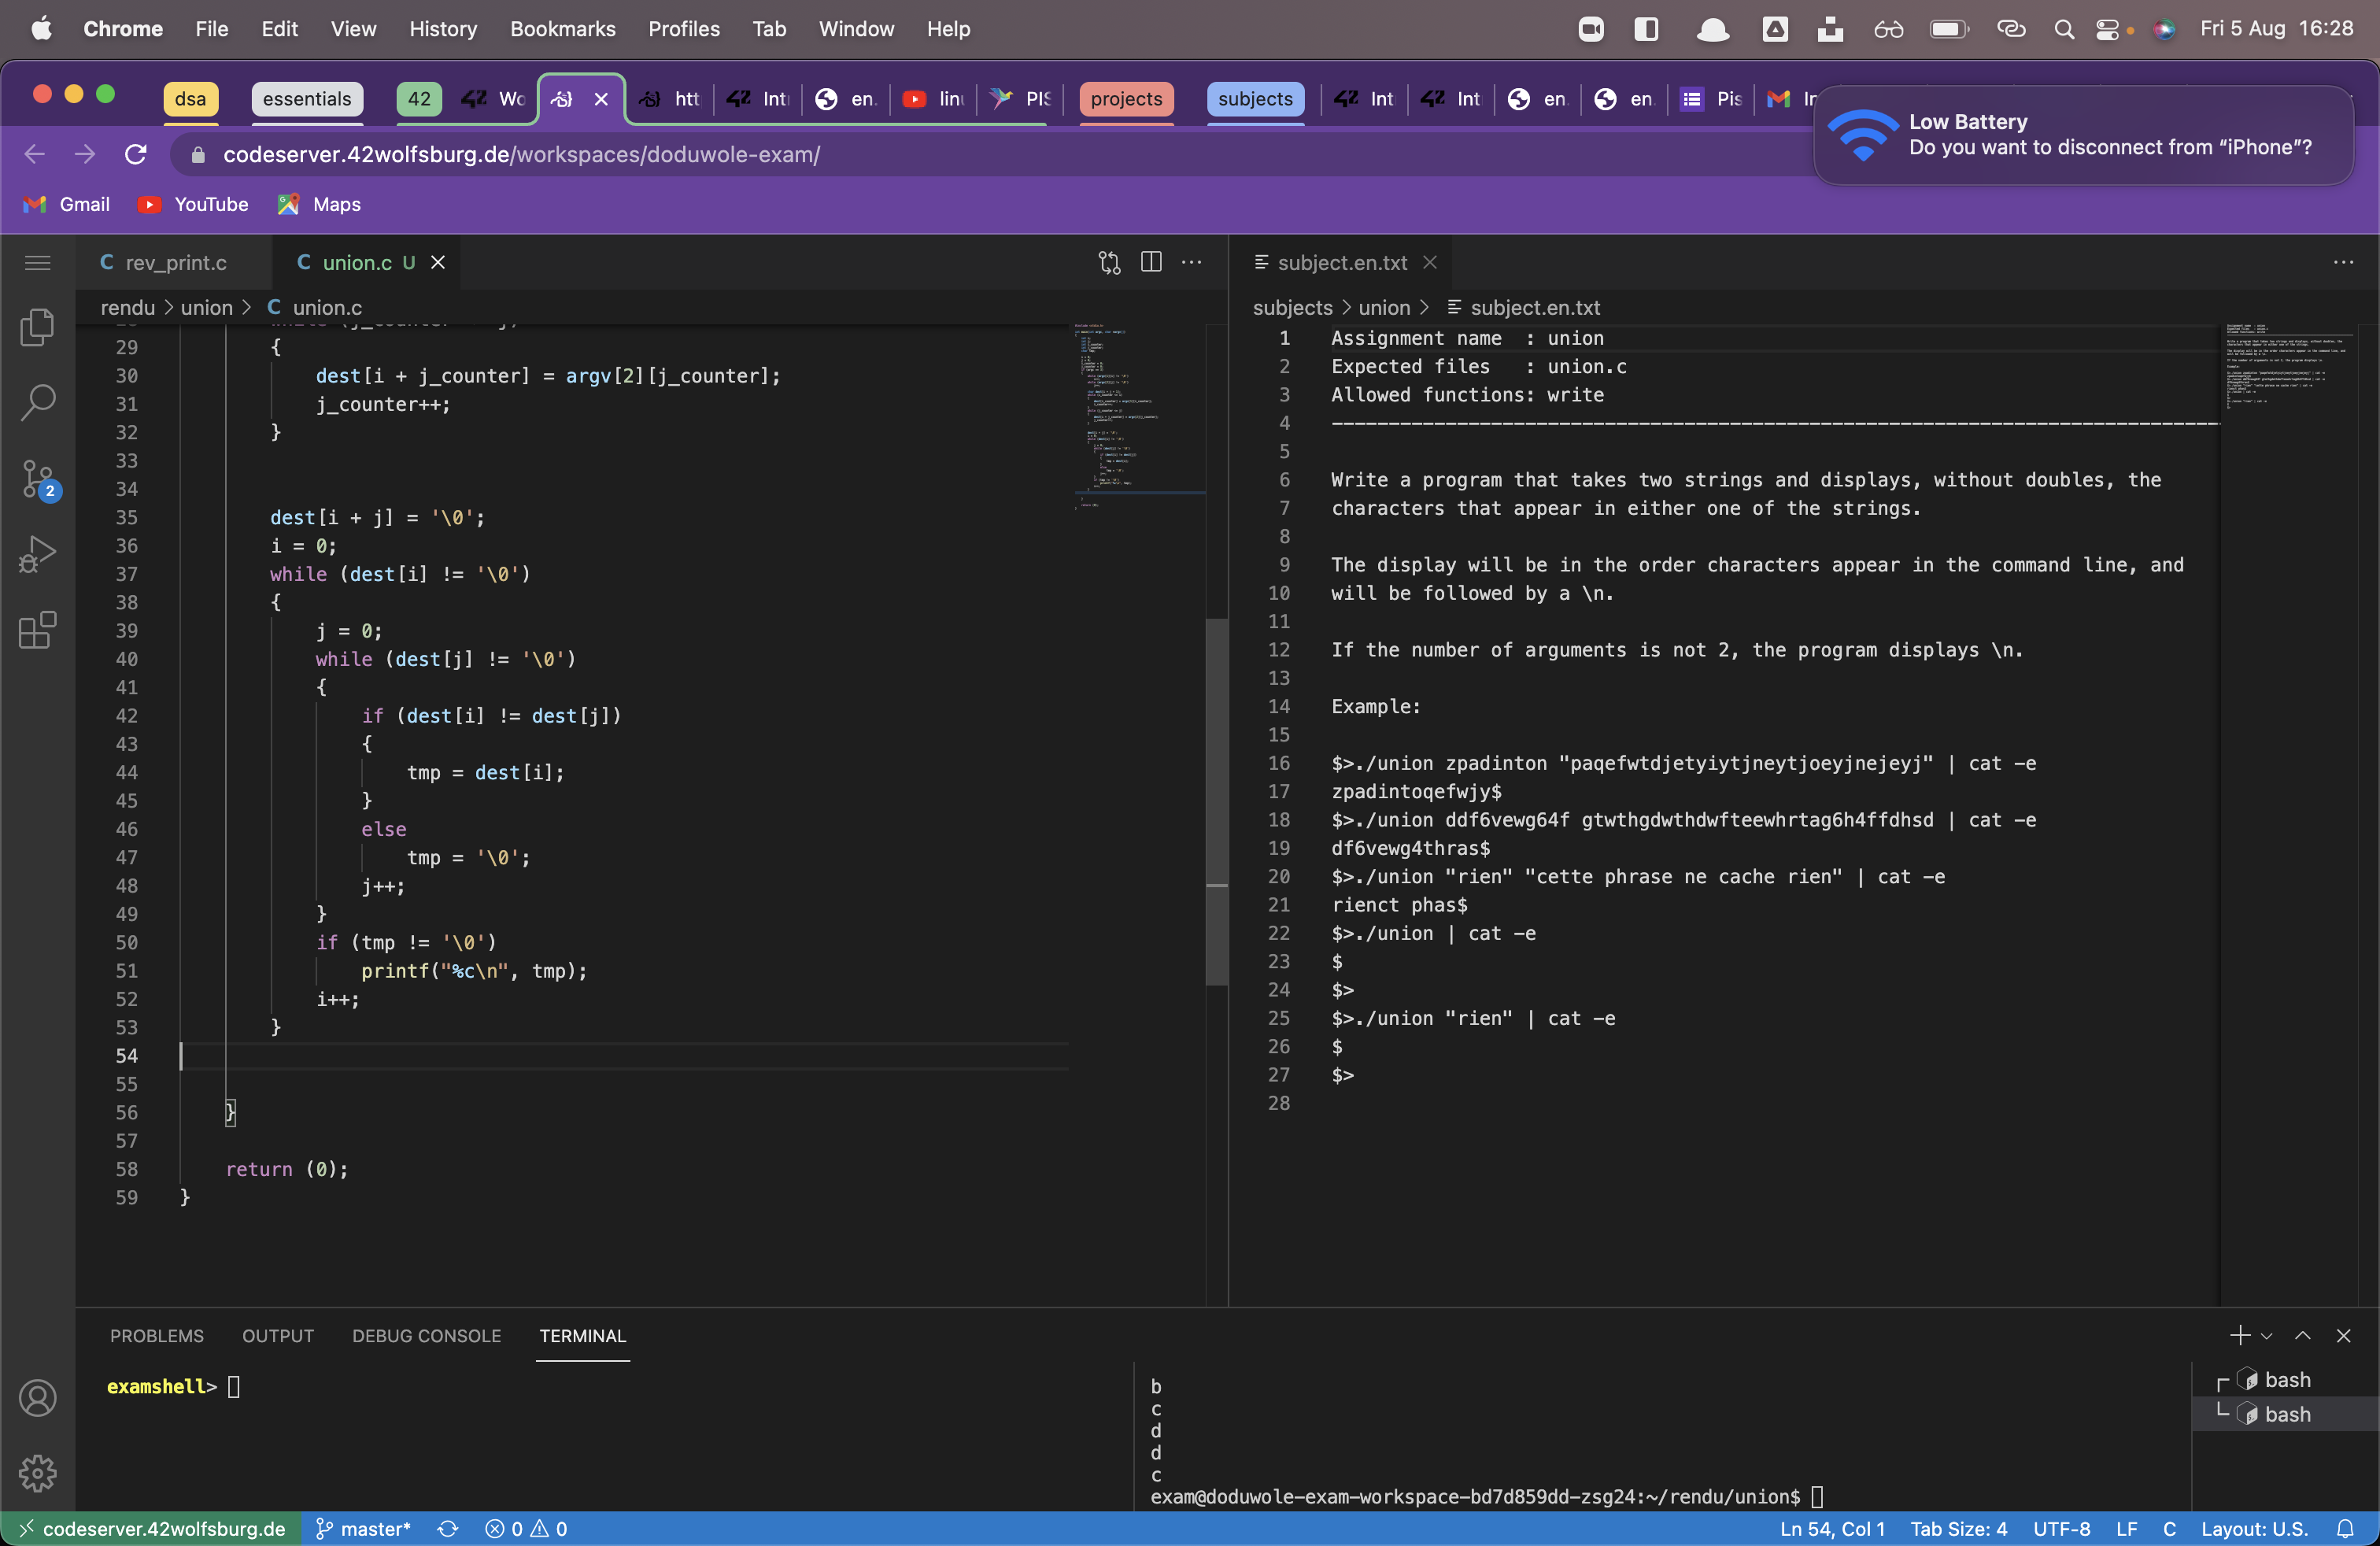 Chrome File Edit View History Bookmarks Profiles Tab Window Help Fri 5 Aug 16:28
dsa essentials 42 Wo htt Int en. lin PIS projects subjects Int Int en en. Pis In
Low Battery
Do you want to disconnect from “iPhone”?
codeserver.42wolfsburg.de/workspaces/doduwole-exam/
Gmail YouTube Maps
C rev_print.c C union.c U
rendu > union > C union.c
29 {
30 dest[i + j_counter] = argv[2][j_counter];
31 j_counter++;
32 }
33
34
35 dest[i + j] = '\0';
36 i = 0;
37 while (dest[i] != '\0')
38 {
39 j = 0;
40 while (dest[j] != '\0')
41 {
42 if (dest[i] != dest[j])
43 {
44 tmp = dest[i];
45 }
46 else
47 tmp = '\0';
48 j++;
49 }
50 if (tmp != '\0')
51 printf("%c\n", tmp);
52 i++;
53 }
54
55
56 }
57
58 return (0);
59 }
subject.en.txt
subjects > union > subject.en.txt
1 Assignment name : union
2 Expected files : union.c
3 Allowed functions: write
4 --------------------------------------------------------------------------------
5
6 Write a program that takes two strings and displays, without doubles, the
7 characters that appear in either one of the strings.
8
9 The display will be in the order characters appear in the command line, and
10 will be followed by a \n.
11
12 If the number of arguments is not 2, the program displays \n.
13
14 Example:
15
16 $>./union zpadinton "paqefwtdjetyiytjneytjoeyjnejeyj" | cat -e
17 zpadintoqefwjy$
18 $>./union ddf6vewg64f gtwthgdwthdwfteewhrtag6h4ffdhsd | cat -e
19 df6vewg4thras$
20 $>./union "rien" "cette phrase ne cache rien" | cat -e
21 rienct phas$
22 $>./union | cat -e
23 $
24 $>
25 $>./union "rien" | cat -e
26 $
27 $>
28
PROBLEMS OUTPUT DEBUG CONSOLE TERMINAL
examshell>
b
c
d
d
c
exam@doduwole-exam-workspace-bd7d859dd-zsg24:~/rendu/union$
bash
bash
2
codeserver.42wolfsburg.de master* 0 0 Ln 54, Col 1 Tab Size: 4 UTF-8 LF C Layout: U.S.